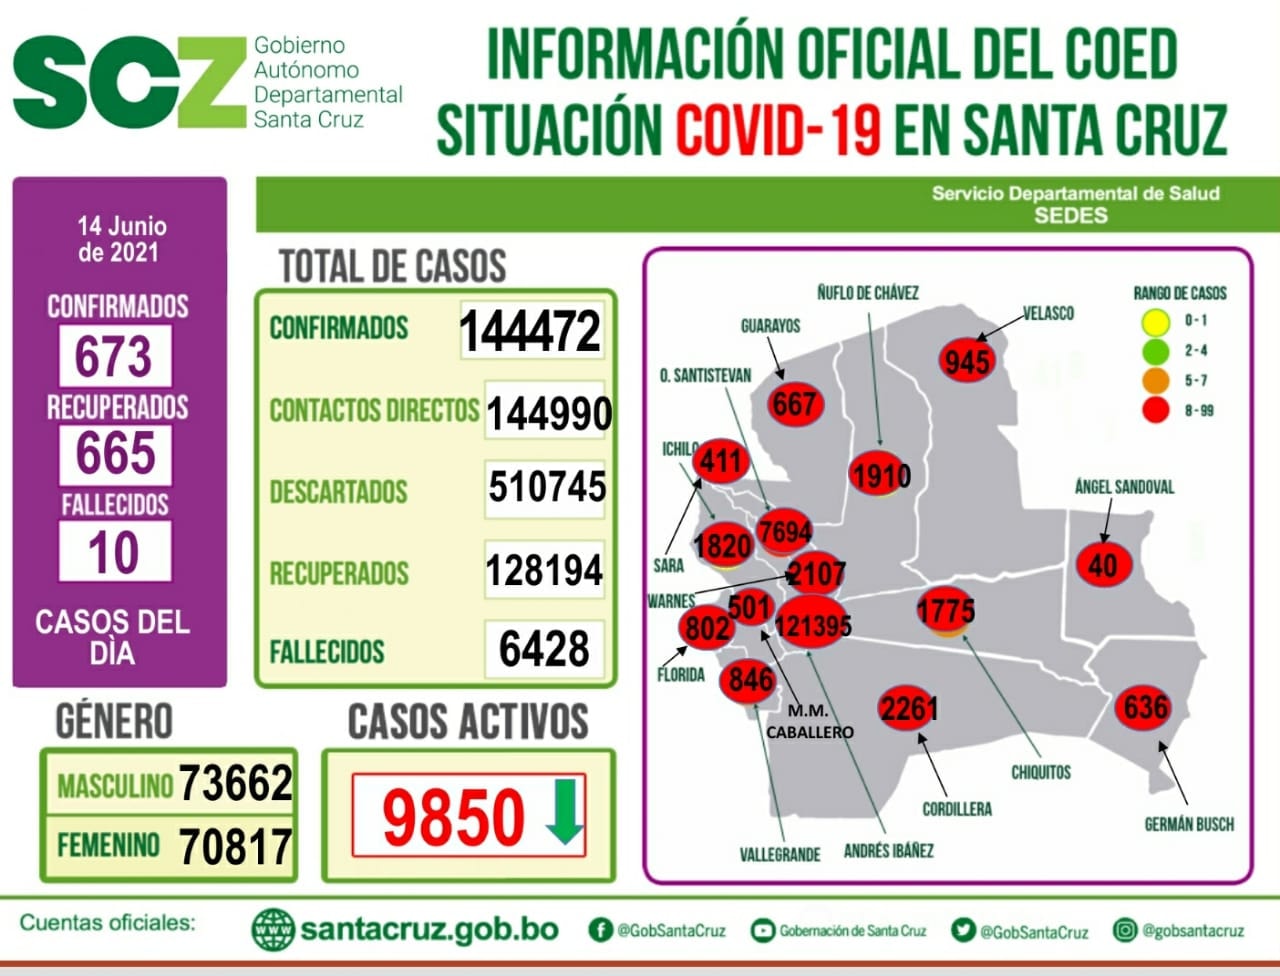 SCZ
Gobierno
Autónomo
Departamental
Santa Cruz
INFORMACIÓN OFICIAL DEL COED
SITUACIÓN COVID-19 EN SANTA CRUZ
Servicio Departamental de Salud
SEDES
14 Junio
de 2021
CONFIRMADOS
673
RECUPERADOS
665
FALLECIDOS
10
CASOS DEL
DÌA
TOTAL DE CASOS
CONFIRMADOS 144472
CONTACTOS DIRECTOS 144990
DESCARTADOS 510745
RECUPERADOS 128194
FALLECIDOS 6428
GÉNERO
MASCULINO 73662
FEMENINO 70817
CASOS ACTIVOS
9850
RANGO DE CASOS
0-1
2-4
5-7
8-99
ÑUFLO DE CHÁVEZ
VELASCO
GUARAYOS
945
O. SANTISTEVAN
667
ICHILO
411
1910
ÁNGEL SANDOVAL
7694
1820
SARA
2107
40
WARNES
501
1775
802
121395
FLORIDA
846
M.M.
CABALLERO
2261
636
CHIQUITOS
CORDILLERA
GERMÁN BUSCH
VALLEGRANDE
ANDRÉS IBÁÑEZ
Cuentas oficiales:
www
santacruz.gob.bo
@GobSantaCruz
Gobernación de Santa Cruz
@GobSantaCruz
@gobsantacruz